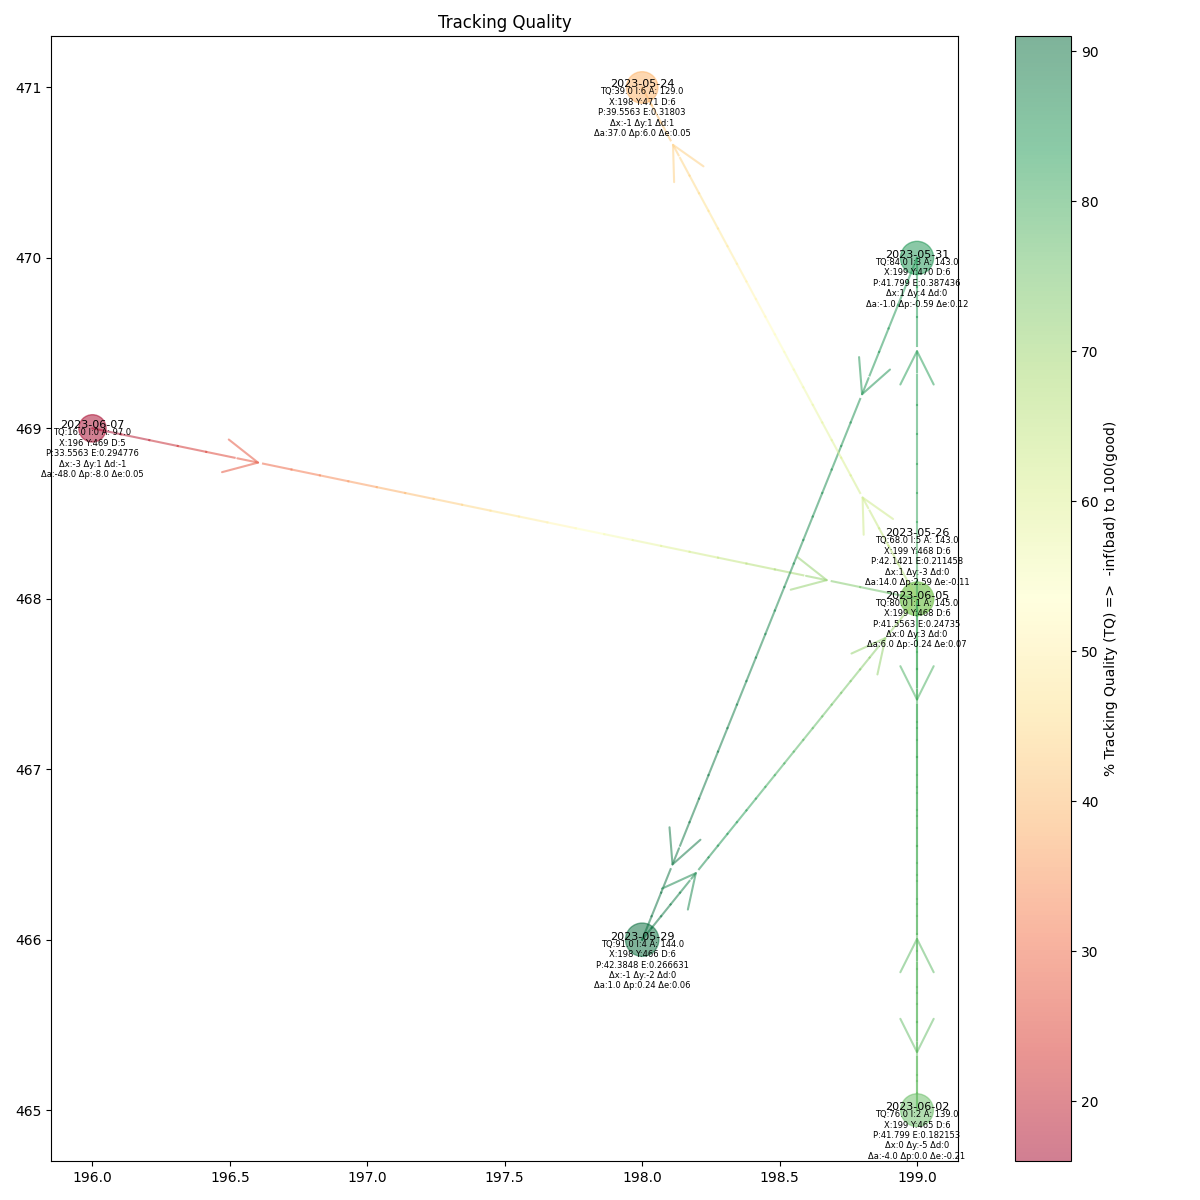 Tracking Quality
471
470
469
468
467
466
465
196.0
196.5
197.0
197.5
198.0
198.5
199.0
2023-05-24
TQ:39.0 I:6 A: 129.0
X:198 Y:471 D:6
P:39.5563 E:0.31803
Δx:-1 Δy:1 Δd:1
Δa:37.0 Δp:6.0 Δe:0.05
2023-05-31
TQ:84.0 I:3 A: 143.0
X:199 Y:470 D:6
P:41.799 E:0.387436
Δx:1 Δy:4 Δd:0
Δa:-1.0 Δp:-0.59 Δe:0.12
2023-06-07
TQ:16.0 I:0 A: 97.0
X:196 Y:469 D:5
P:33.5563 E:0.294776
Δx:-3 Δy:1 Δd:-1
Δa:-48.0 Δp:-8.0 Δe:0.05
2023-05-26
TQ:68.0 I:5 A: 143.0
X:199 Y:468 D:6
P:42.1421 E:0.211458
Δx:1 Δy:-3 Δd:0
Δa:14.0 Δp:2.59 Δe:-0.11
2023-06-05
TQ:80.0 I:1 A: 145.0
X:199 Y:468 D:6
P:41.5563 E:0.24735
Δx:0 Δy:3 Δd:0
Δa:6.0 Δp:-0.24 Δe:0.07
2023-05-29
TQ:91.0 I:4 A: 144.0
X:198 Y:466 D:6
P:42.3848 E:0.266631
Δx:-1 Δy:-2 Δd:0
Δa:1.0 Δp:0.24 Δe:0.06
2023-06-02
TQ:76.0 I:2 A: 139.0
X:199 Y:465 D:6
P:41.799 E:0.182153
Δx:0 Δy:-5 Δd:0
Δa:-4.0 Δp:0.0 Δe:-0.21
90
80
70
60
50
40
30
20
% Tracking Quality (TQ) => -inf(bad) to 100(good)